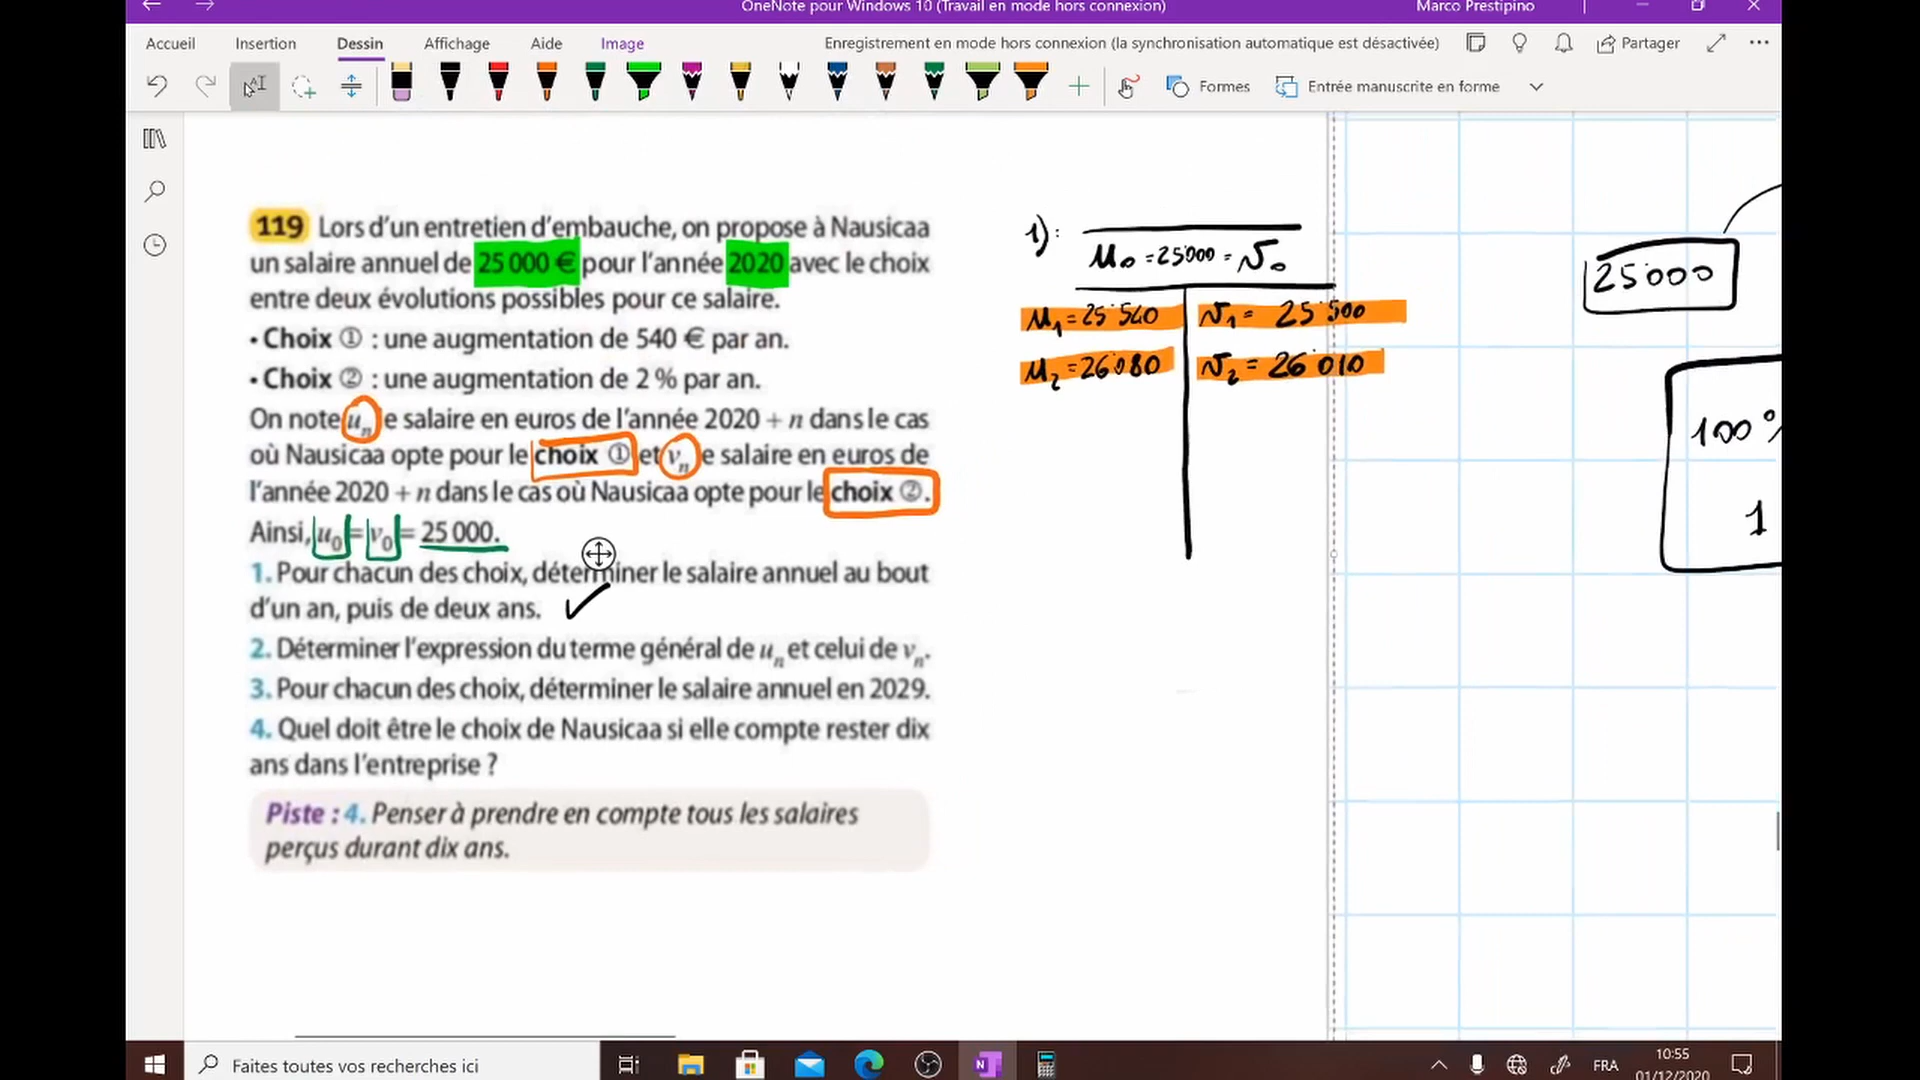 OneNote pour Windows 10 (Travail en mode hors connexion)
Marco Prestipino
Accueil
Insertion
Dessin
Affichage
Aide
Image
Enregistrement en mode hors connexion (la synchronisation automatique est désactivée)
Partager
Formes
Entrée manuscrite en forme
119 Lors d'un entretien d'embauche, on propose à Nausicaa
un salaire annuel de 25 000 € pour l'année 2020 avec le choix
entre deux évolutions possibles pour ce salaire.
• Choix ① : une augmentation de 540 € par an.
• Choix ② : une augmentation de 2 % par an.
On note uₙ e salaire en euros de l'année 2020 + n dans le cas
où Nausicaa opte pour le choix ① et vₙ e salaire en euros de
l'année 2020 + n dans le cas où Nausicaa opte pour le choix ②.
Ainsi, u₀ = v₀ = 25 000.
1. Pour chacun des choix, déterminer le salaire annuel au bout
d'un an, puis de deux ans. ✓
2. Déterminer l'expression du terme général de uₙ et celui de vₙ.
3. Pour chacun des choix, déterminer le salaire annuel en 2029.
4. Quel doit être le choix de Nausicaa si elle compte rester dix
ans dans l'entreprise ?
Piste : 4. Penser à prendre en compte tous les salaires
perçus durant dix ans.
1) :
u₀ = 25'000 = v₀
u₁ = 25'540
v₁ = 25'500
u₂ = 26'080
v₂ = 26'010
25'000
100%
1
Faites toutes vos recherches ici
FRA
10:55
01/12/2020